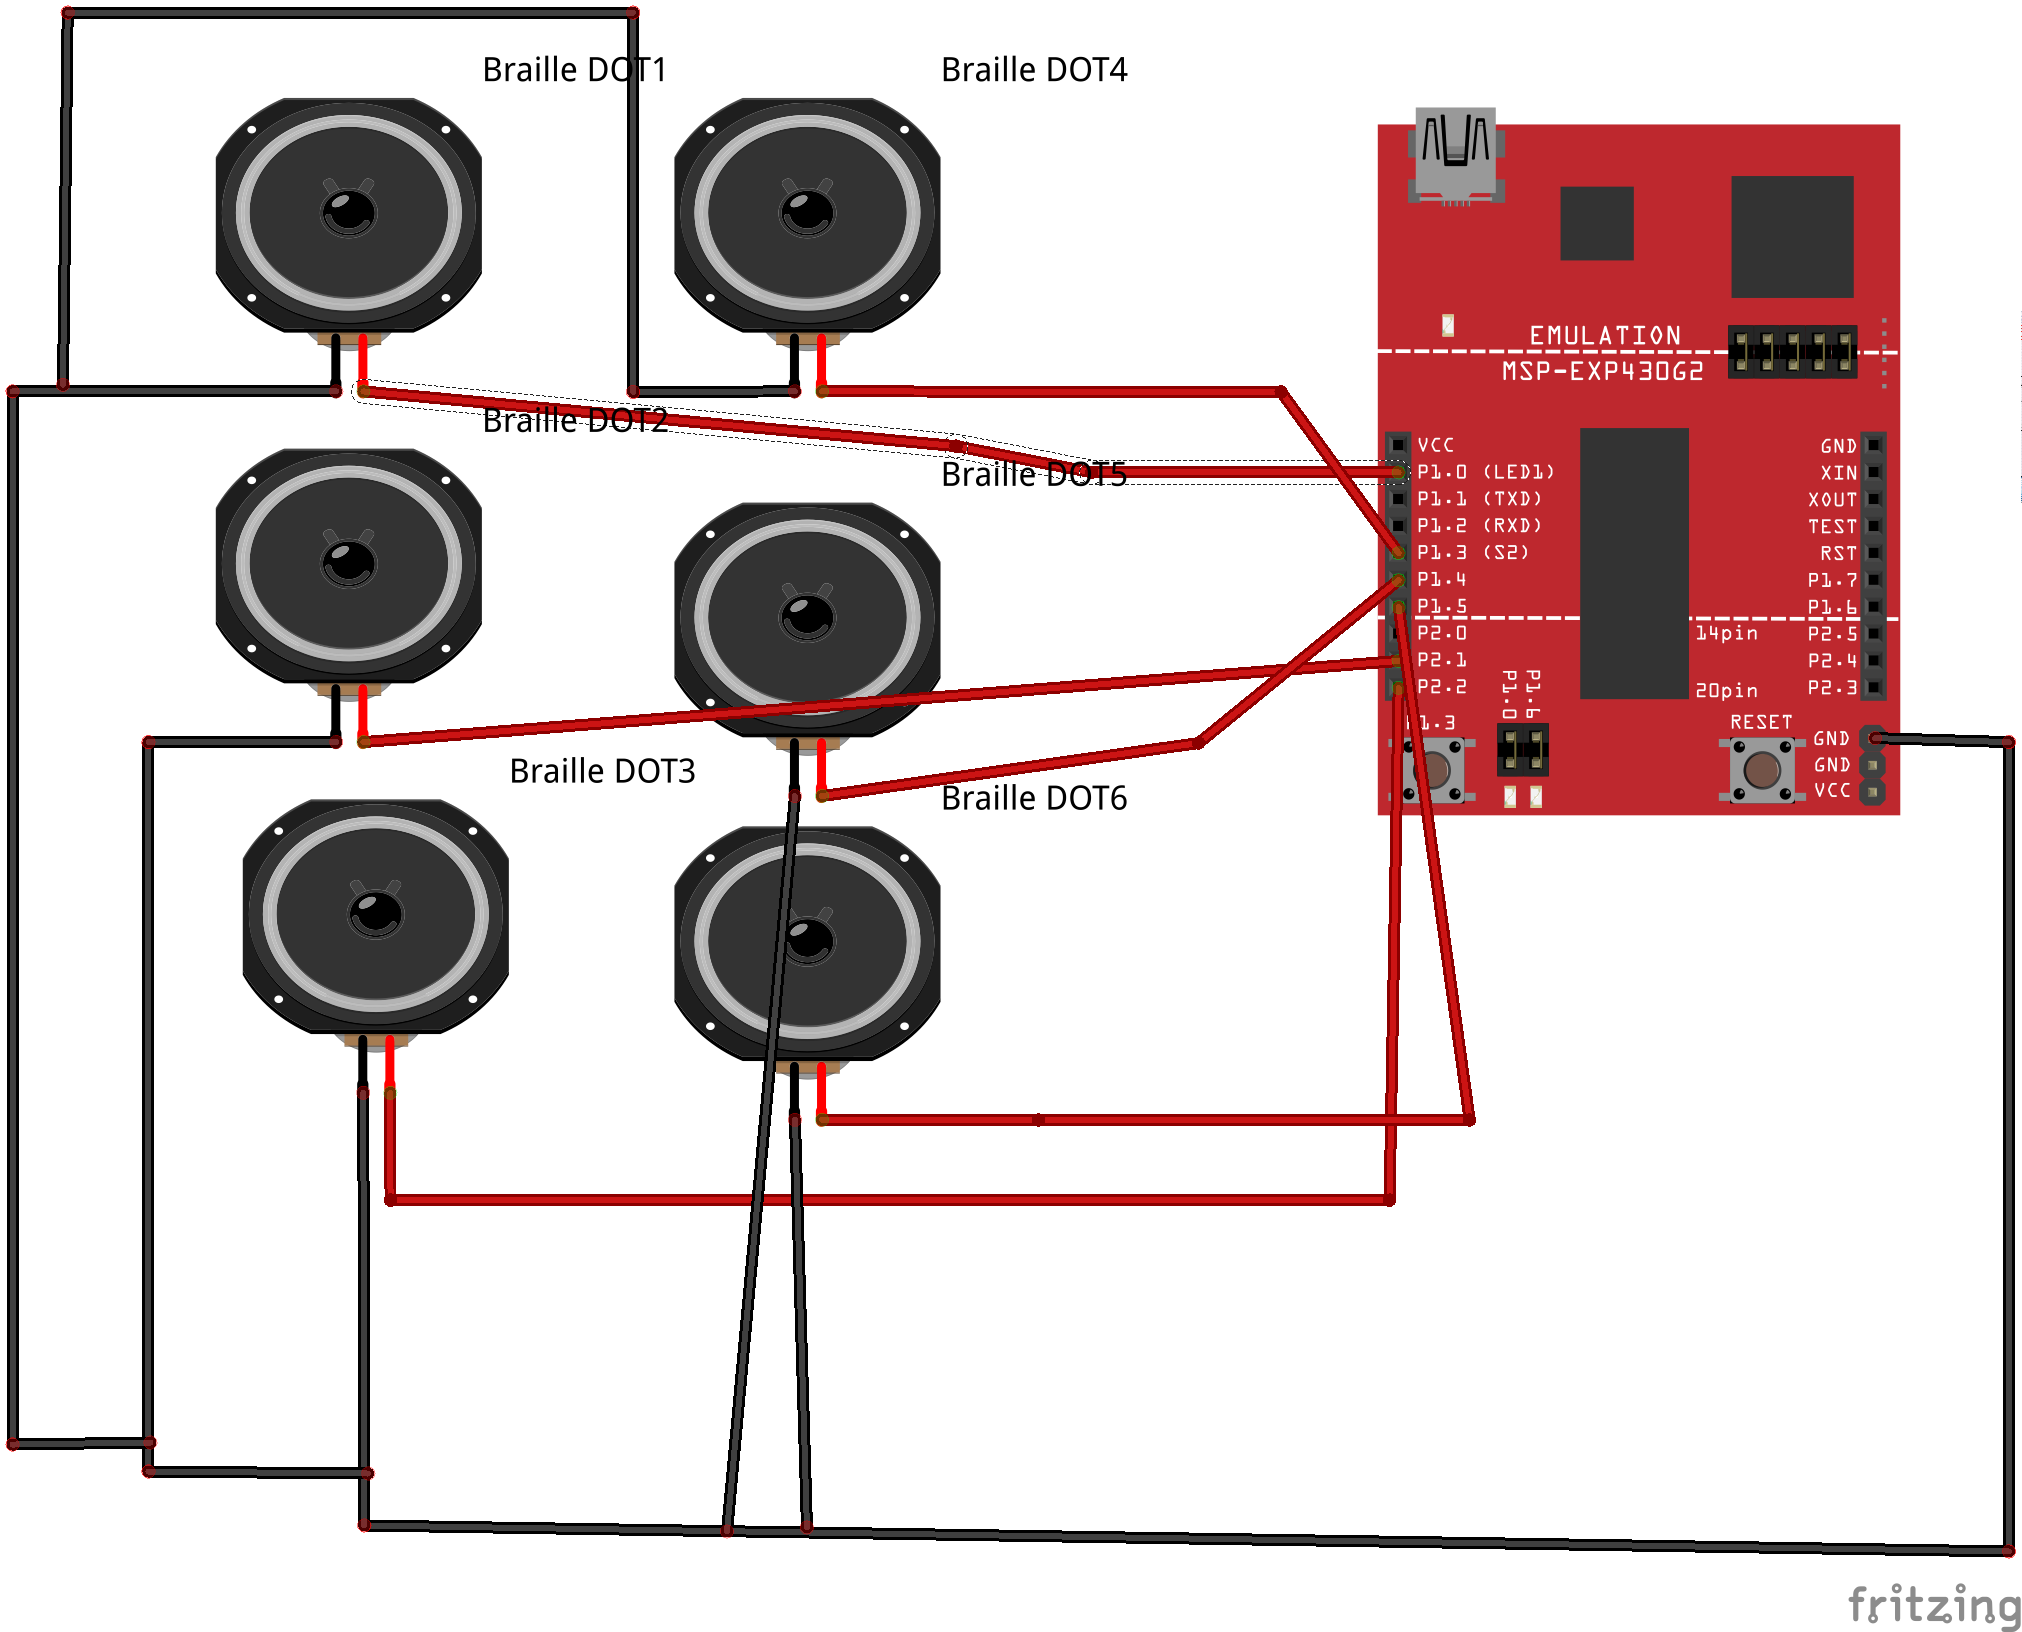 Braille DOT1
Braille DOT4
Braille DOT2
Braille DOT5
Braille DOT3
Braille DOT6
EMULATION
MSP-EXP430G2
VCC
P1.0 (LED1)
P1.1 (TXD)
P1.2 (RXD)
P1.3 (S2)
P1.4
P1.5
P2.0
P2.1
P2.2
GND
XIN
XOUT
TEST
RST
P1.7
P1.6
P2.5
P2.4
P2.3
14pin
20pin
P1.0
P1.6
P1.3
RESET
GND
GND
VCC
fritzing